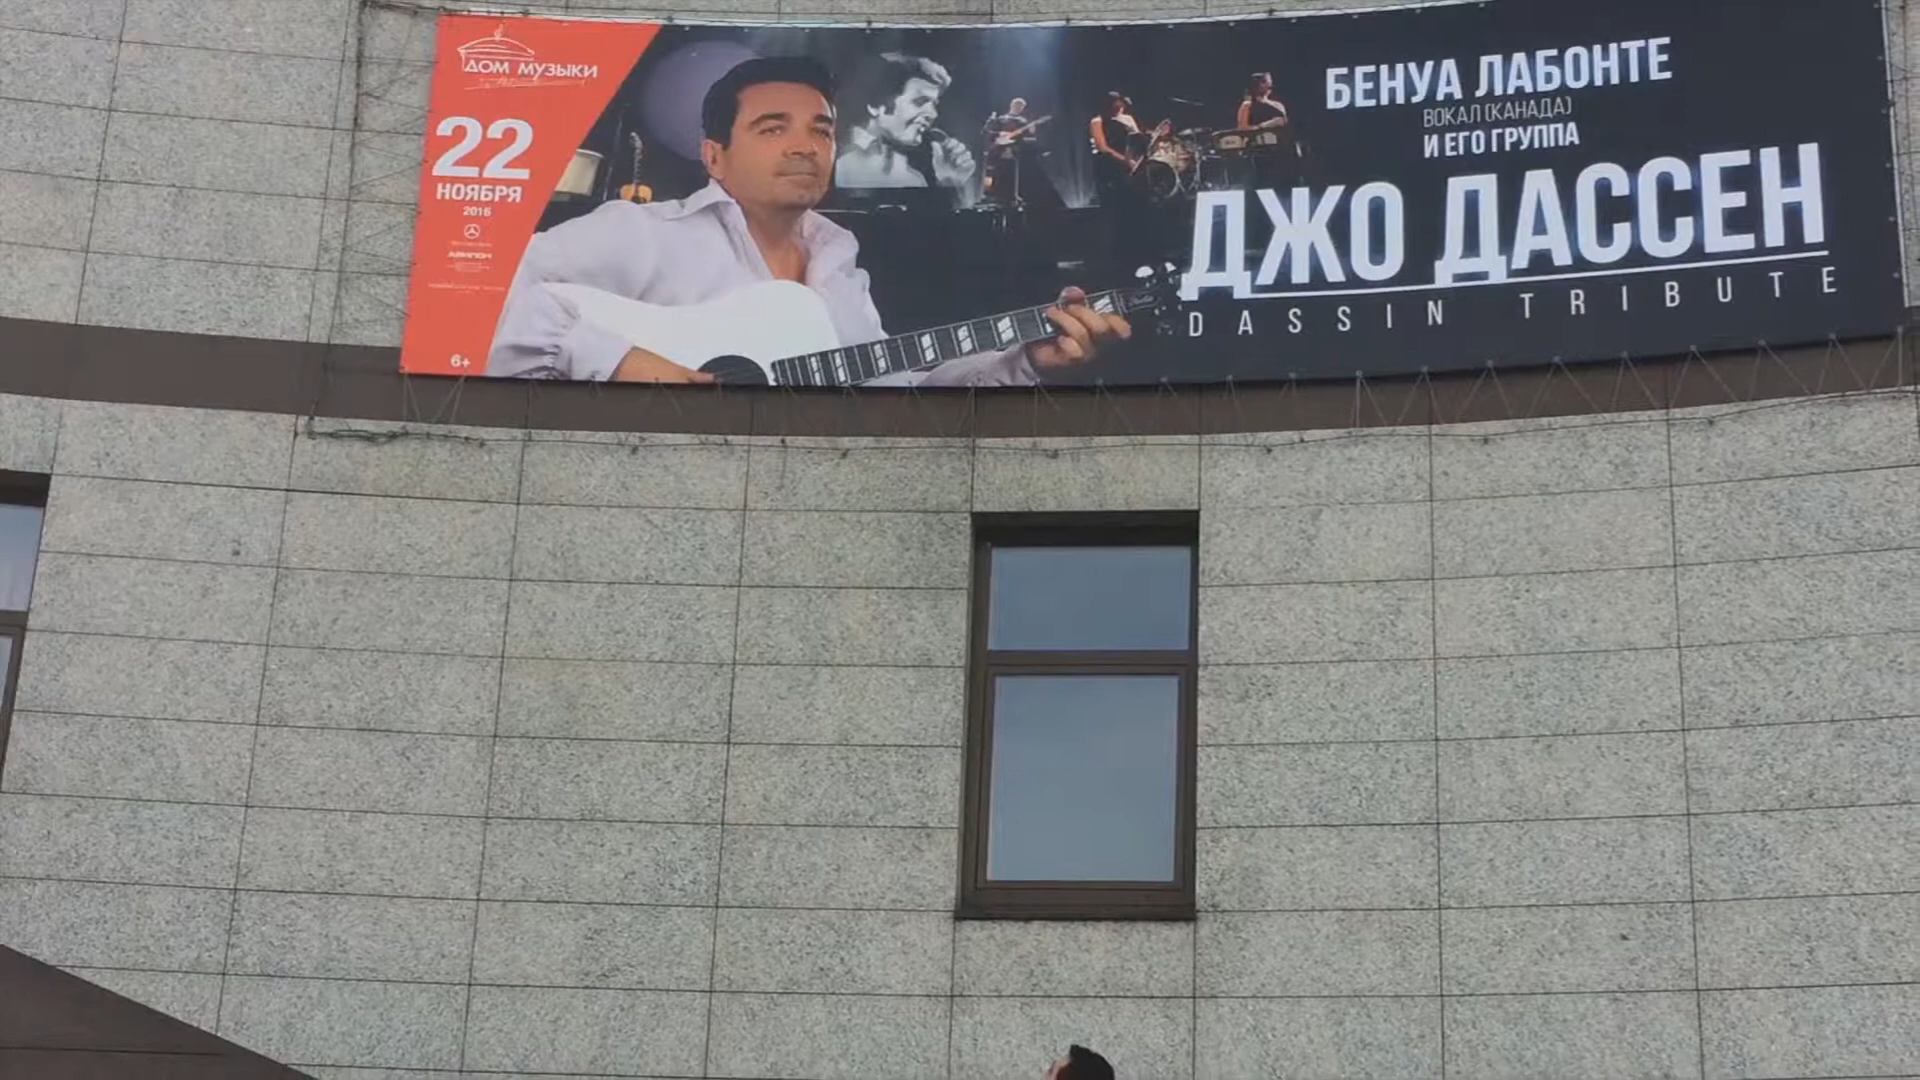 ДОМ МУЗЫКИ
22
НОЯБРЯ
2016
6+
БЕНУА ЛАБОНТЕ
ВОКАЛ (КАНАДА)
И ЕГО ГРУППА
ДЖО ДАССЕН
DASSIN TRIBUTE